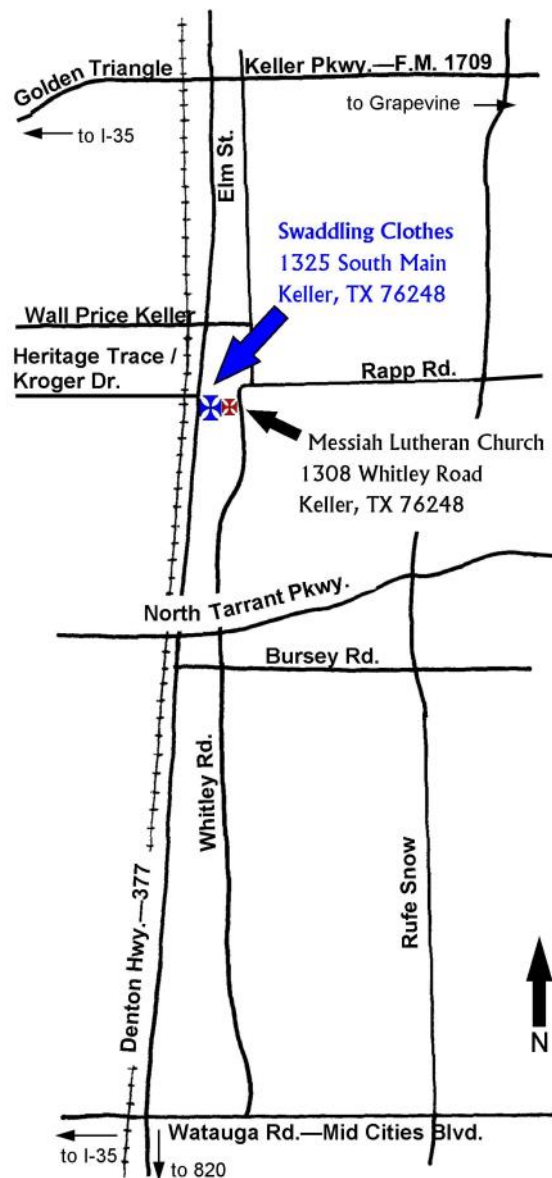 Golden Triangle
Keller Pkwy.—F.M. 1709
to Grapevine
to I-35
Elm St.
Swaddling Clothes
1325 South Main
Keller, TX 76248
Wall Price Keller
Heritage Trace /
Kroger Dr.
Rapp Rd.
Messiah Lutheran Church
1308 Whitley Road
Keller, TX 76248
North Tarrant Pkwy.
Bursey Rd.
Whitley Rd.
Rufe Snow
Denton Hwy.—377
N
Watauga Rd.—Mid Cities Blvd.
to I-35
to 820